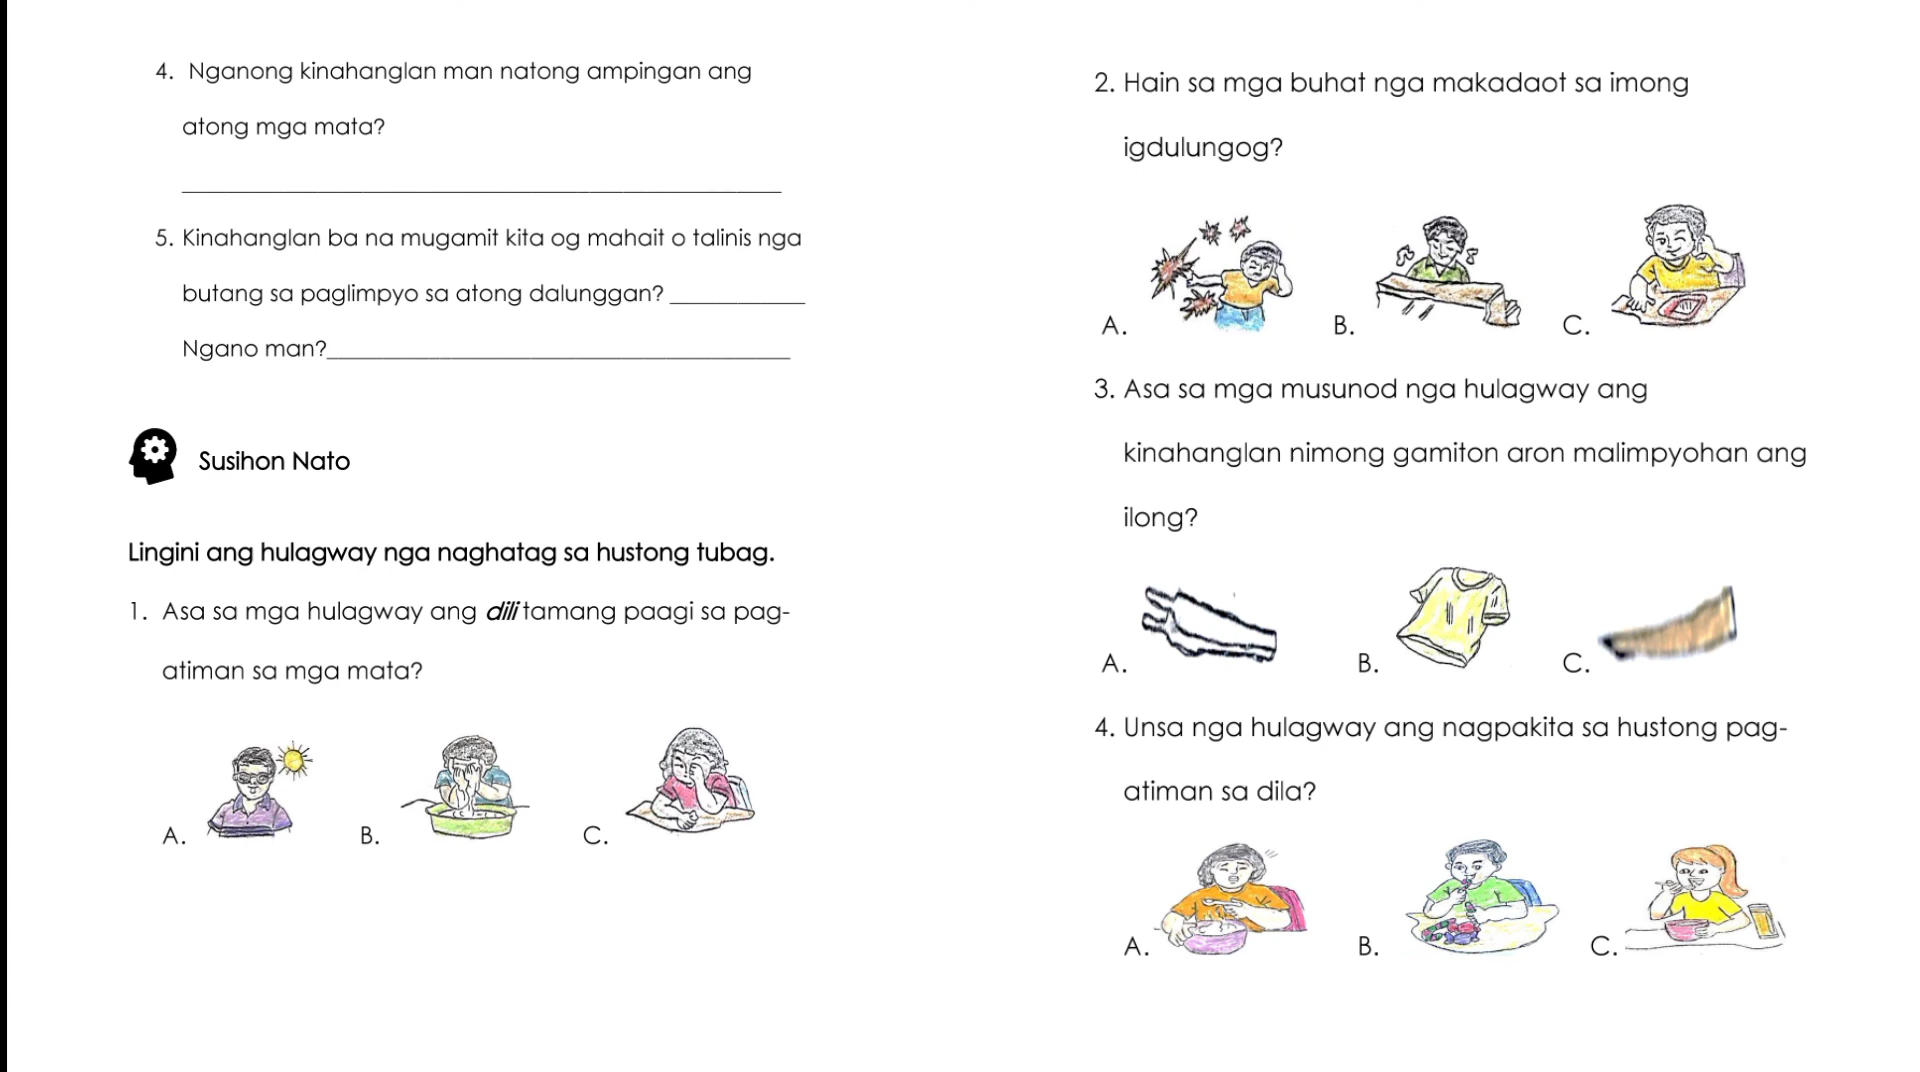 4. Nganong kinahanglan man natong ampingan ang
atong mga mata?
5. Kinahanglan ba na mugamit kita og mahait o talinis nga
butang sa paglimpyo sa atong dalunggan?
Ngano man?
Susihon Nato
Lingini ang hulagway nga naghatag sa hustong tubag.
1. Asa sa mga hulagway ang dili tamang paagi sa pag-
atiman sa mga mata?
A. B. C.
2. Hain sa mga buhat nga makadaot sa imong
igdulungog?
A. B. C.
3. Asa sa mga musunod nga hulagway ang
kinahanglan nimong gamiton aron malimpyohan ang
ilong?
A. B. C.
4. Unsa nga hulagway ang nagpakita sa hustong pag-
atiman sa dila?
A. B. C.